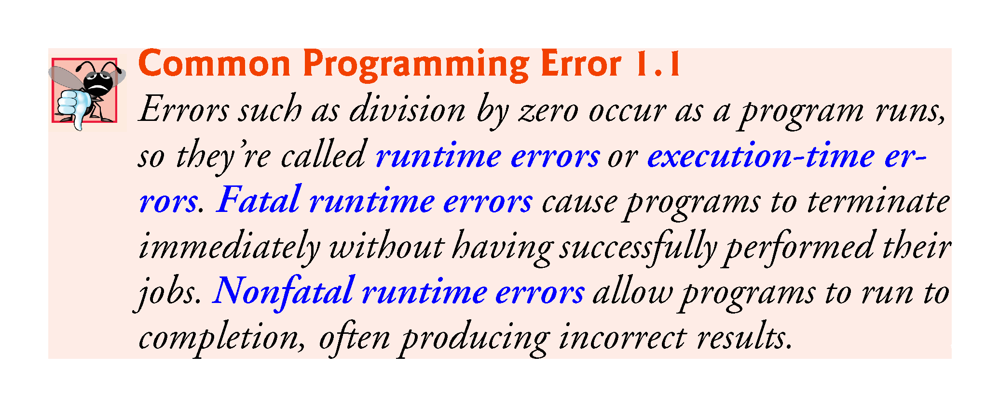 Common Programming Error 1.1
Errors such as division by zero occur as a program runs,
so they’re called runtime errors or execution-time er-
rors. Fatal runtime errors cause programs to terminate
immediately without having successfully performed their
jobs. Nonfatal runtime errors allow programs to run to
completion, often producing incorrect results.